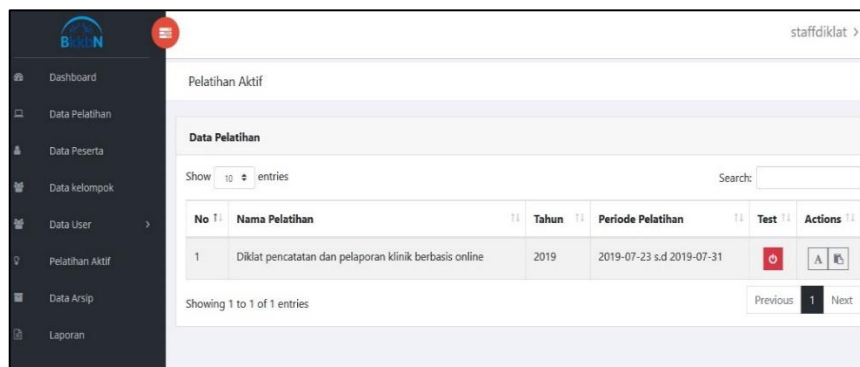 BkkbN
staffdiklat >
Dashboard
Data Pelatihan
Data Peserta
Data kelompok
Data User >
Pelatihan Aktif
Data Arsip
Laporan
Pelatihan Aktif
Data Pelatihan
Show 10 entries
Search:
No Nama Pelatihan Tahun Periode Pelatihan Test Actions
1 Diklat pencatatan dan pelaporan klinik berbasis online 2019 2019-07-23 s.d 2019-07-31 A
Showing 1 to 1 of 1 entries
Previous 1 Next